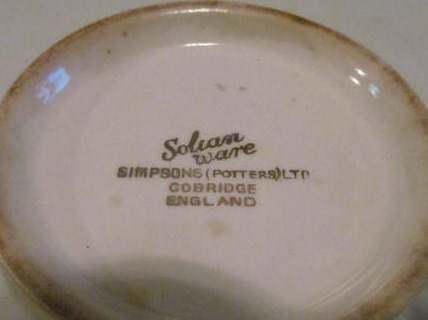 Solian
ware
SIMPSONS (POTTERS) LTD
COBRIDGE
ENGLAND